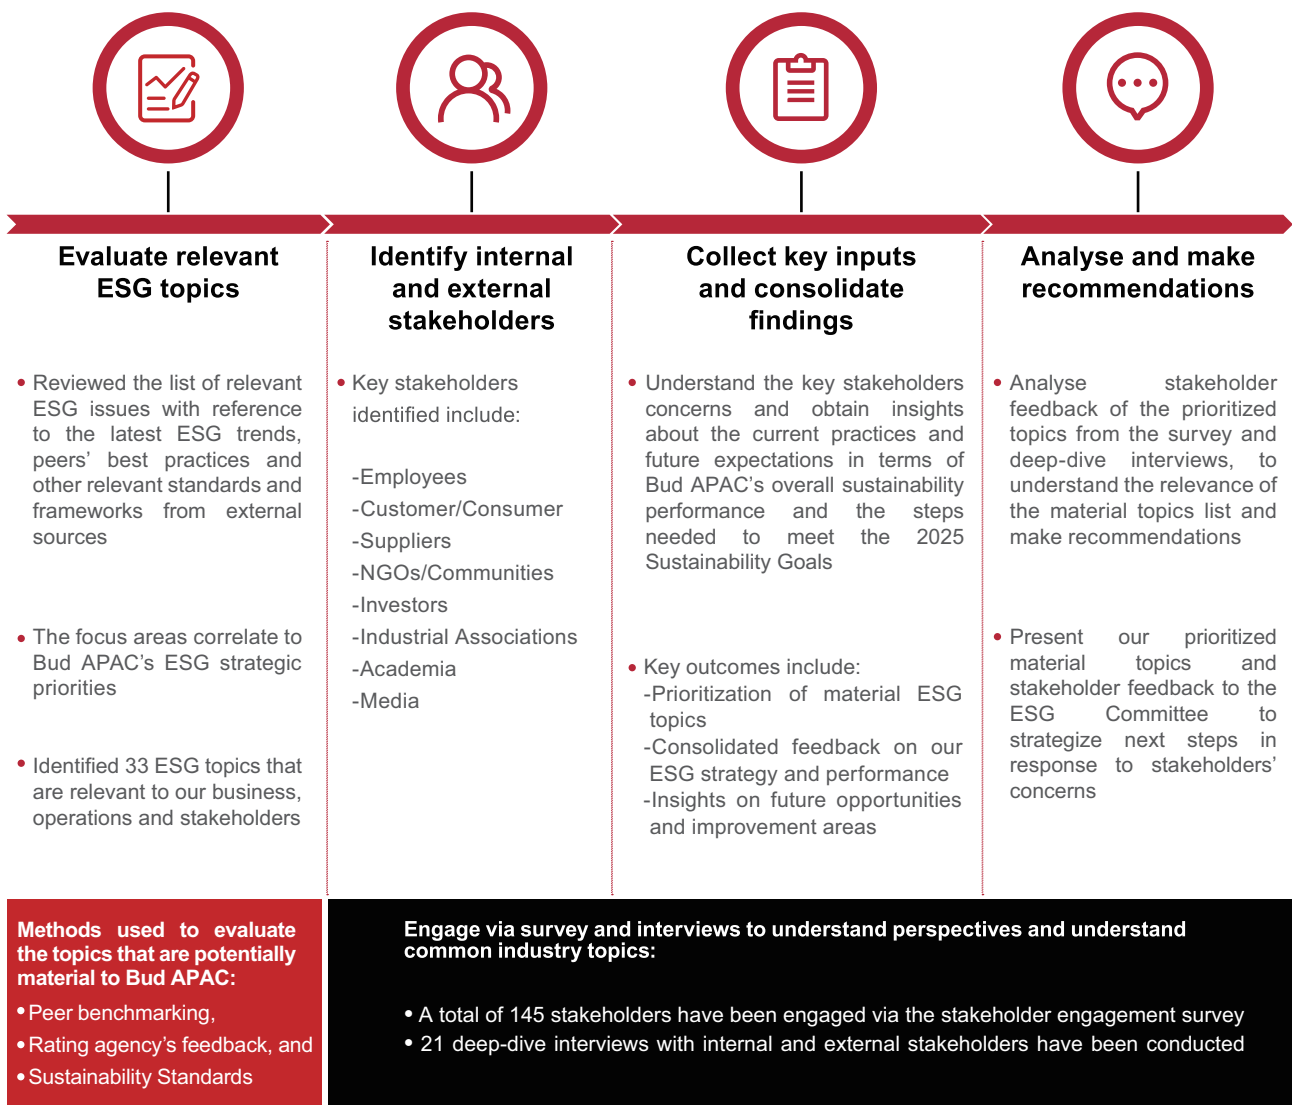 Evaluate relevant
ESG topics
Reviewed the list of relevant
ESG issues with reference
to the latest ESG trends,
peers’ best practices and
other relevant standards and
frameworks from external
sources
The focus areas correlate to
Bud APAC’s ESG strategic
priorities
Identified 33 ESG topics that
are relevant to our business,
operations and stakeholders
Identify internal
and external
stakeholders
Key stakeholders
identified include:
-Employees
-Customer/Consumer
-Suppliers
-NGOs/Communities
-Investors
-Industrial Associations
-Academia
-Media
Collect key inputs
and consolidate
findings
Understand the key stakeholders
concerns and obtain insights
about the current practices and
future expectations in terms of
Bud APAC’s overall sustainability
performance and the steps
needed to meet the 2025
Sustainability Goals
Key outcomes include:
-Prioritization of material ESG
topics
-Consolidated feedback on our
ESG strategy and performance
-Insights on future opportunities
and improvement areas
Analyse and make
recommendations
Analyse stakeholder
feedback of the prioritized
topics from the survey and
deep-dive interviews, to
understand the relevance of
the material topics list and
make recommendations
Present our prioritized
material topics and
stakeholder feedback to the
ESG Committee to
strategize next steps in
response to stakeholders’
concerns
Methods used to evaluate
the topics that are potentially
material to Bud APAC:
• Peer benchmarking,
• Rating agency’s feedback, and
• Sustainability Standards
Engage via survey and interviews to understand perspectives and understand
common industry topics:
• A total of 145 stakeholders have been engaged via the stakeholder engagement survey
• 21 deep-dive interviews with internal and external stakeholders have been conducted